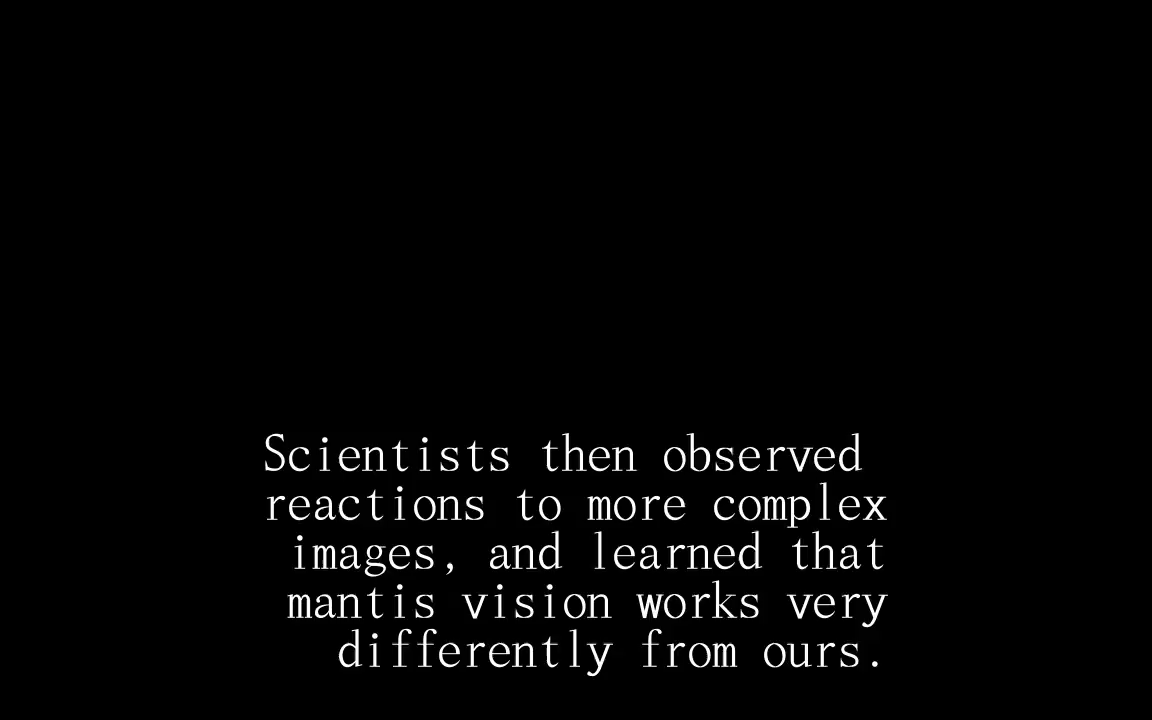 Scientists then observed
reactions to more complex
images, and learned that
mantis vision works very
differently from ours.